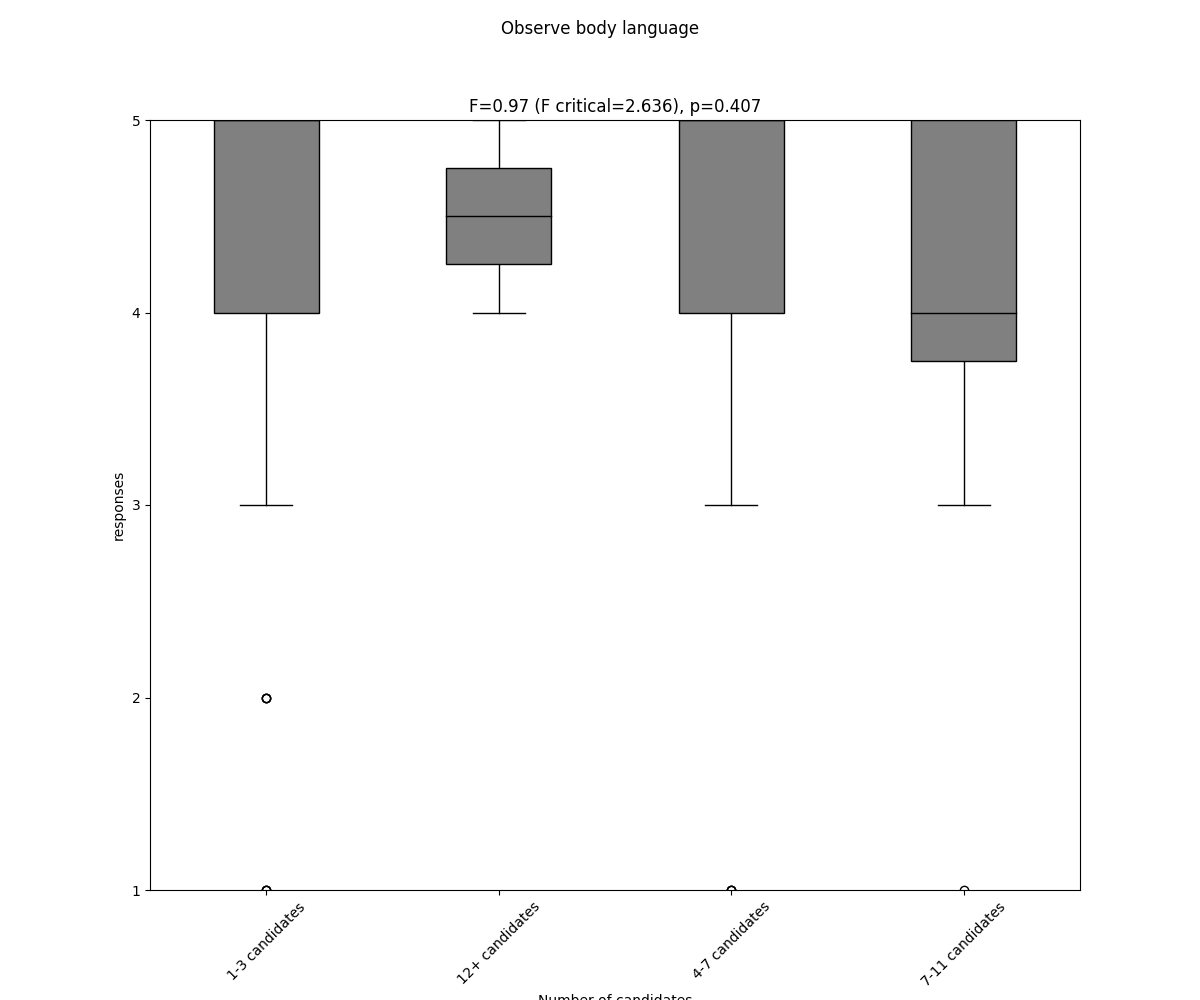 Observe body language
F=0.97 (F critical=2.636), p=0.407
5
4
3
2
1
responses
1-3 candidates
12+ candidates
4-7 candidates
7-11 candidates
Number of candidates